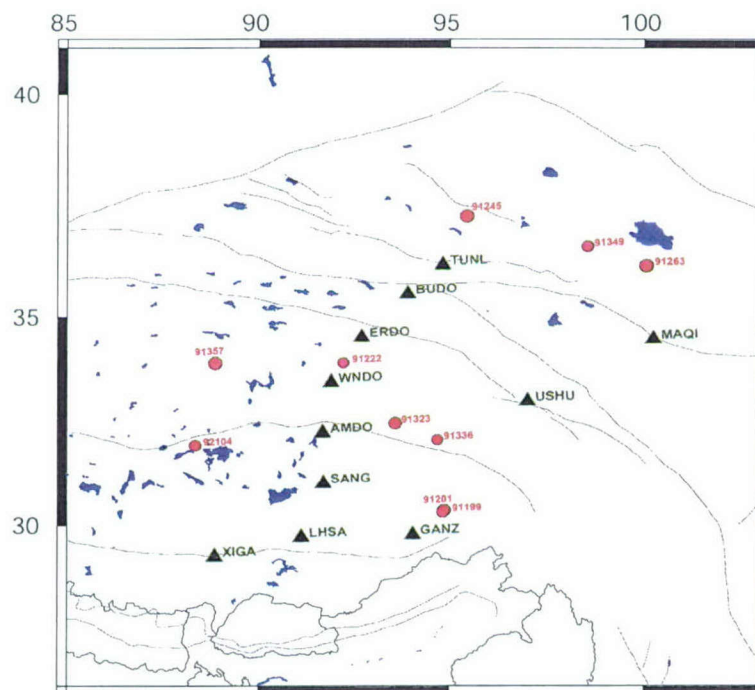 85 90 95 100
40
91245
91349
TUNL
91263
BUDO
35
ERDO
MAQI
91357
91222
WNDO
USHU
91323
AMDO
92104
91336
SANG
91201
91199
30
LHSA
GANZ
XIGA